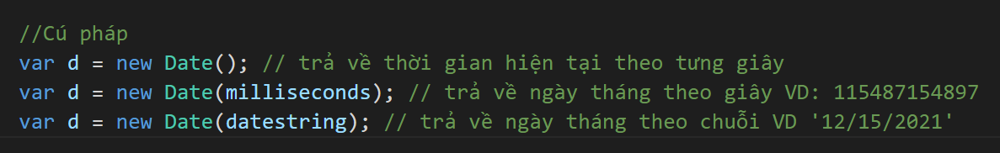 //Cú pháp
var d = new Date(); // trả về thời gian hiện tại theo tưng giây
var d = new Date(milliseconds); // trả về ngày tháng theo giây VD: 115487154897
var d = new Date(datestring); // trả về ngày tháng theo chuỗi VD '12/15/2021'